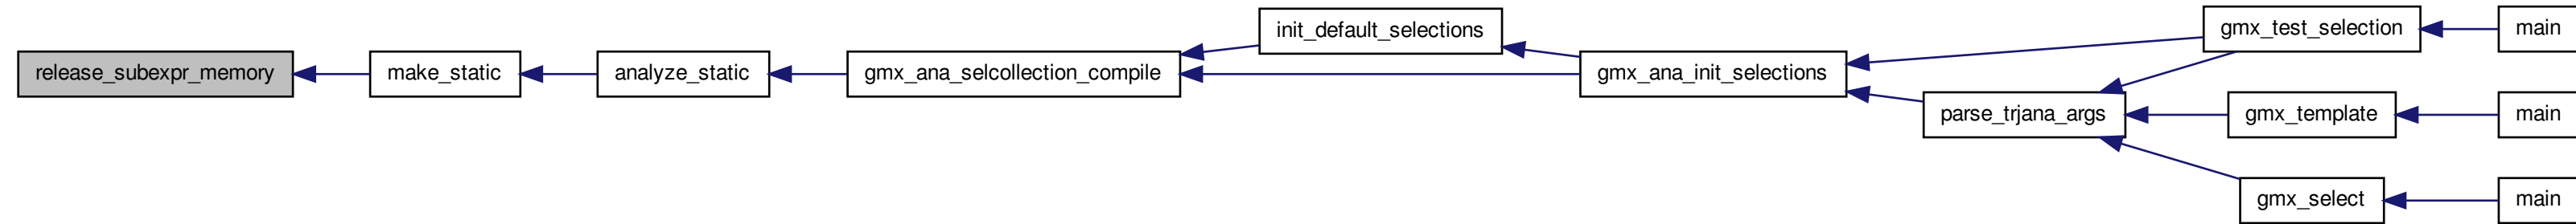 release_subexpr_memory
make_static
analyze_static
gmx_ana_selcollection_compile
init_default_selections
gmx_ana_init_selections
parse_trjana_args
gmx_test_selection
main
gmx_template
main
gmx_select
main